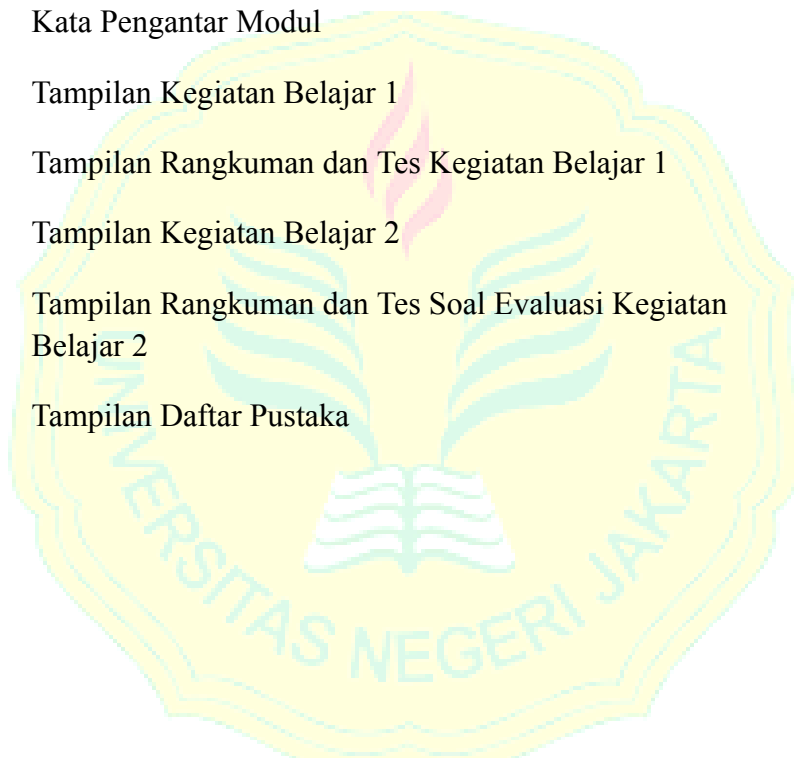 Kata Pengantar Modul
Tampilan Kegiatan Belajar 1
Tampilan Rangkuman dan Tes Kegiatan Belajar 1
Tampilan Kegiatan Belajar 2
Tampilan Rangkuman dan Tes Soal Evaluasi Kegiatan
Belajar 2
Tampilan Daftar Pustaka
UNIVERSITAS NEGERI JAKARTA